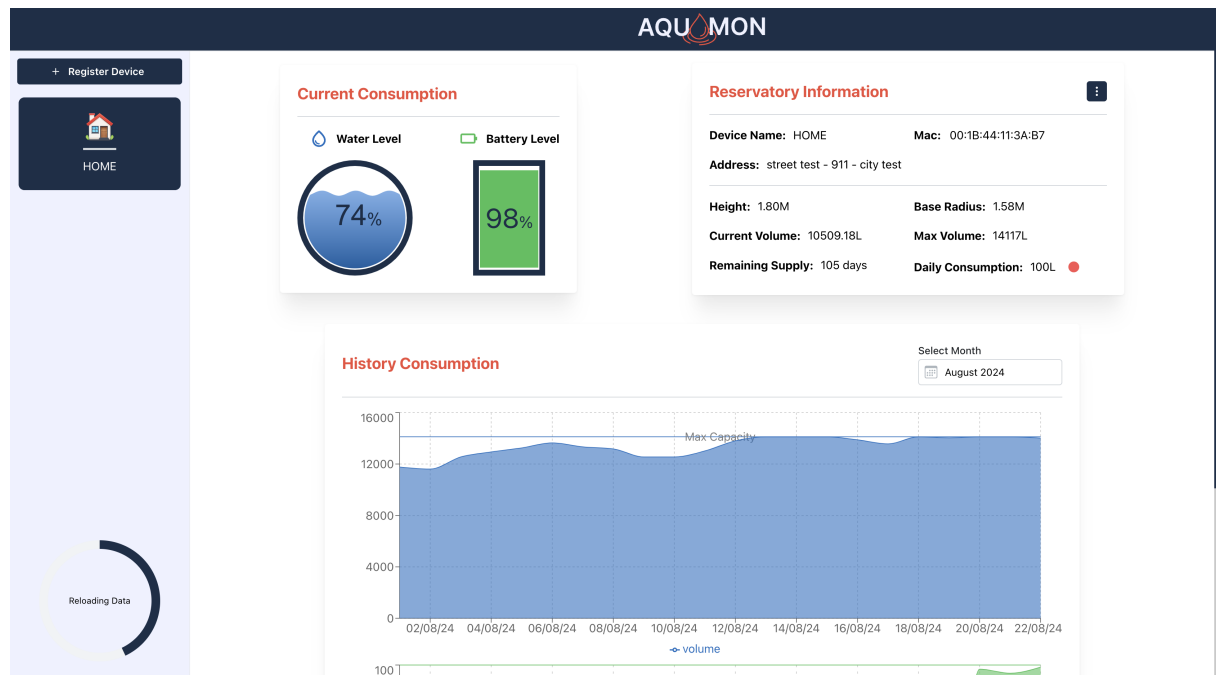 AQUMON
+ Register Device
HOME
Reloading Data
Current Consumption
Water Level
Battery Level
74%
98%
Reservatory Information
Device Name: HOME
Mac: 00:1B:44:11:3A:B7
Address: street test - 911 - city test
Height: 1.80M
Base Radius: 1.58M
Current Volume: 10509.18L
Max Volume: 14117L
Remaining Supply: 105 days
Daily Consumption: 100L
History Consumption
Select Month
August 2024
16000
Max Capacity
12000
8000
4000
0
02/08/24 04/08/24 06/08/24 08/08/24 10/08/24 12/08/24 14/08/24 16/08/24 18/08/24 20/08/24 22/08/24
volume
100